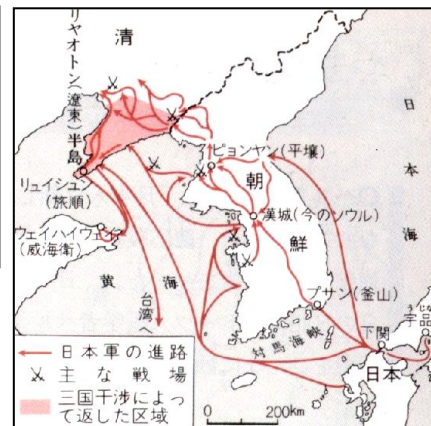 清
リヤオトン(遼東)半島
日本海
ピョンヤン(平壌)
朝鮮
リュイシュン
(旅順)
漢城(今のソウル)
ウェイハイウェイ
(威海衛)
黄海
台湾へ
プサン(釜山)
対馬海峡
下関
うじな
宇品
日本
日本軍の進路
主な戦場
三国干渉によっ
て返した区域
0 200km